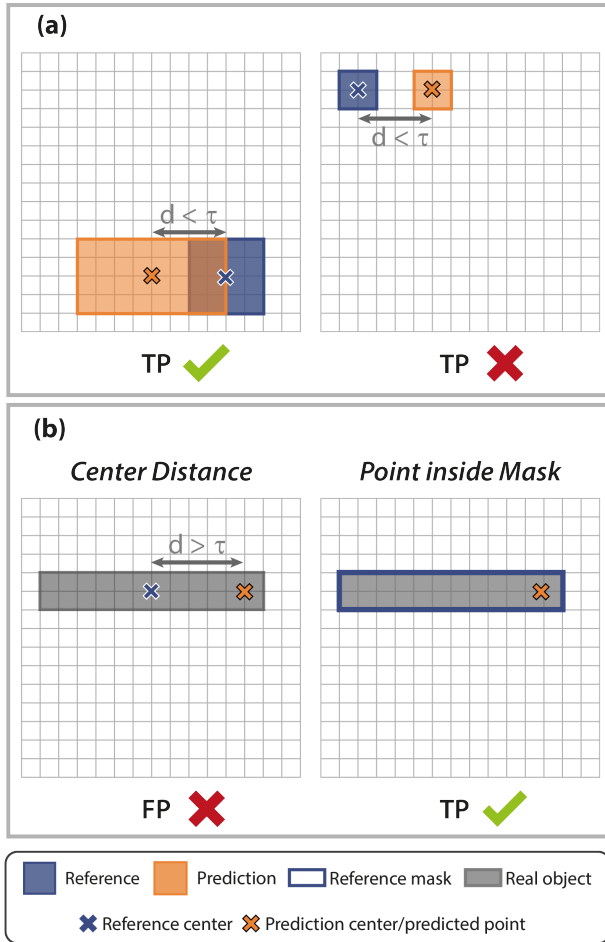 (a)
d < τ
d < τ
TP
TP
(b)
Center Distance
Point inside Mask
d > τ
FP
TP
Reference
Prediction
Reference mask
Real object
Reference center
Prediction center/predicted point